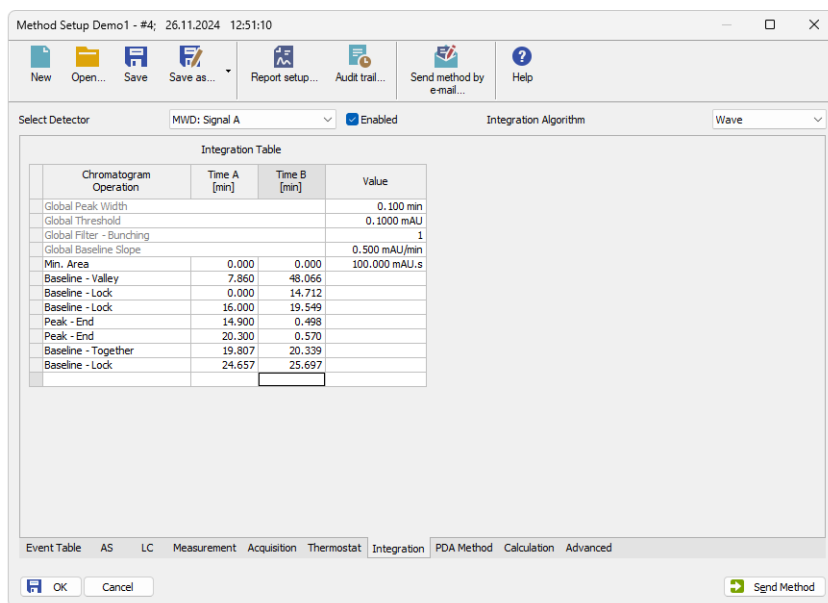 Method Setup Demo1 - #4; 26.11.2024 12:51:10
New Open... Save Save as... Report setup... Audit trail... Send method by e-mail... Help
Select Detector MWD: Signal A Enabled Integration Algorithm Wave
Integration Table
Chromatogram Operation Time A [min] Time B [min] Value
Global Peak Width 0.100 min
Global Threshold 0.1000 mAU
Global Filter - Bunching 1
Global Baseline Slope 0.500 mAU/min
Min. Area 0.000 0.000 100.000 mAU.s
Baseline - Valley 7.860 48.066
Baseline - Lock 0.000 14.712
Baseline - Lock 16.000 19.549
Peak - End 14.900 0.498
Peak - End 20.300 0.570
Baseline - Together 19.807 20.339
Baseline - Lock 24.657 25.697
Event Table AS LC Measurement Acquisition Thermostat Integration PDA Method Calculation Advanced
OK Cancel Send Method